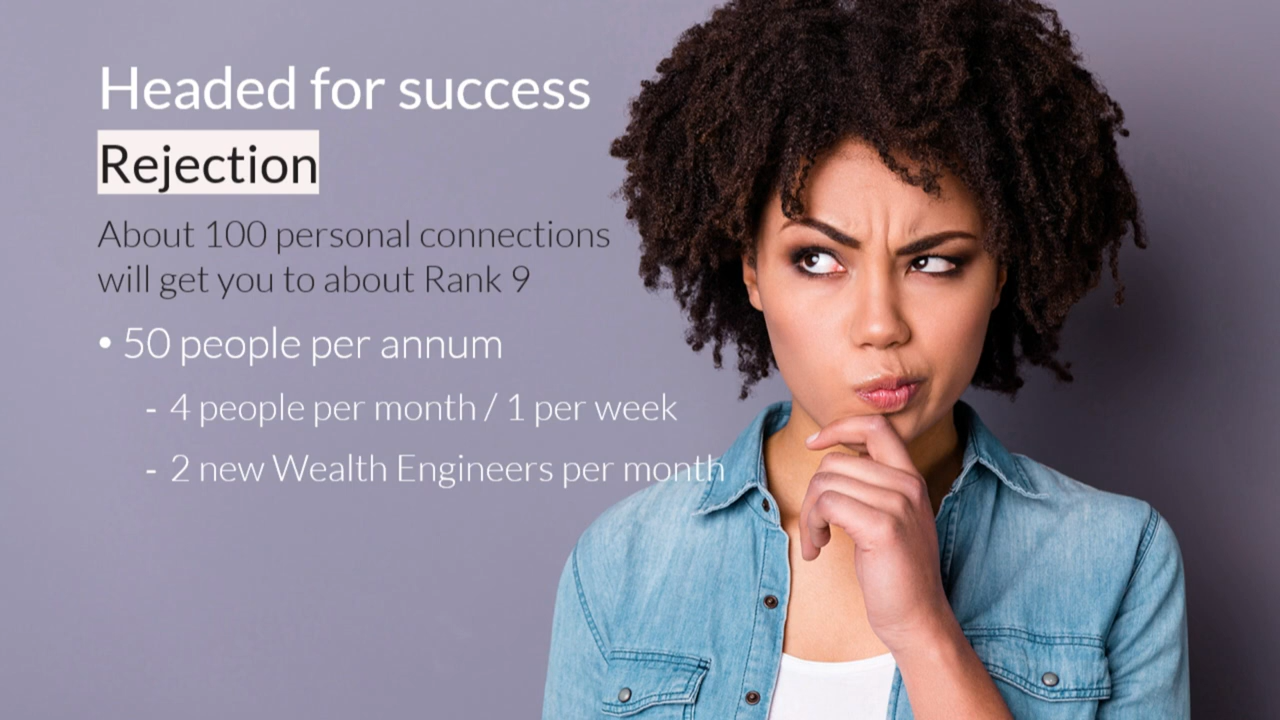 Headed for success
Rejection
About 100 personal connections
will get you to about Rank 9
• 50 people per annum
- 4 people per month / 1 per week
- 2 new Wealth Engineers per month